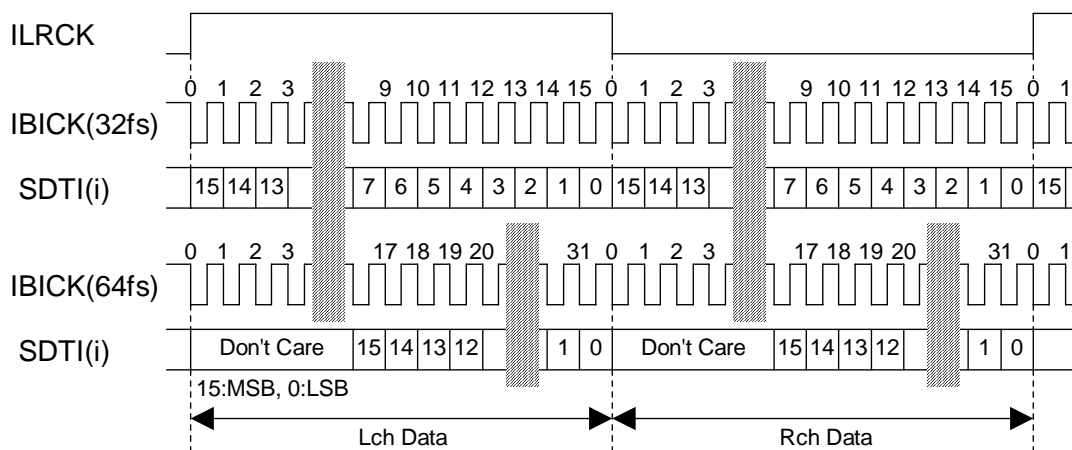 ILRCK
0 1 2 3 9 10 11 12 13 14 15 0 1 2 3 9 10 11 12 13 14 15 0 1
IBICK(32fs)
SDTI(i) 15 14 13 7 6 5 4 3 2 1 0 15 14 13 7 6 5 4 3 2 1 0 15
0 1 2 3 17 18 19 20 31 0 1 2 3 17 18 19 20 31 0 1
IBICK(64fs)
SDTI(i) Don't Care 15 14 13 12 1 0 Don't Care 15 14 13 12 1 0
15:MSB, 0:LSB
Lch Data Rch Data